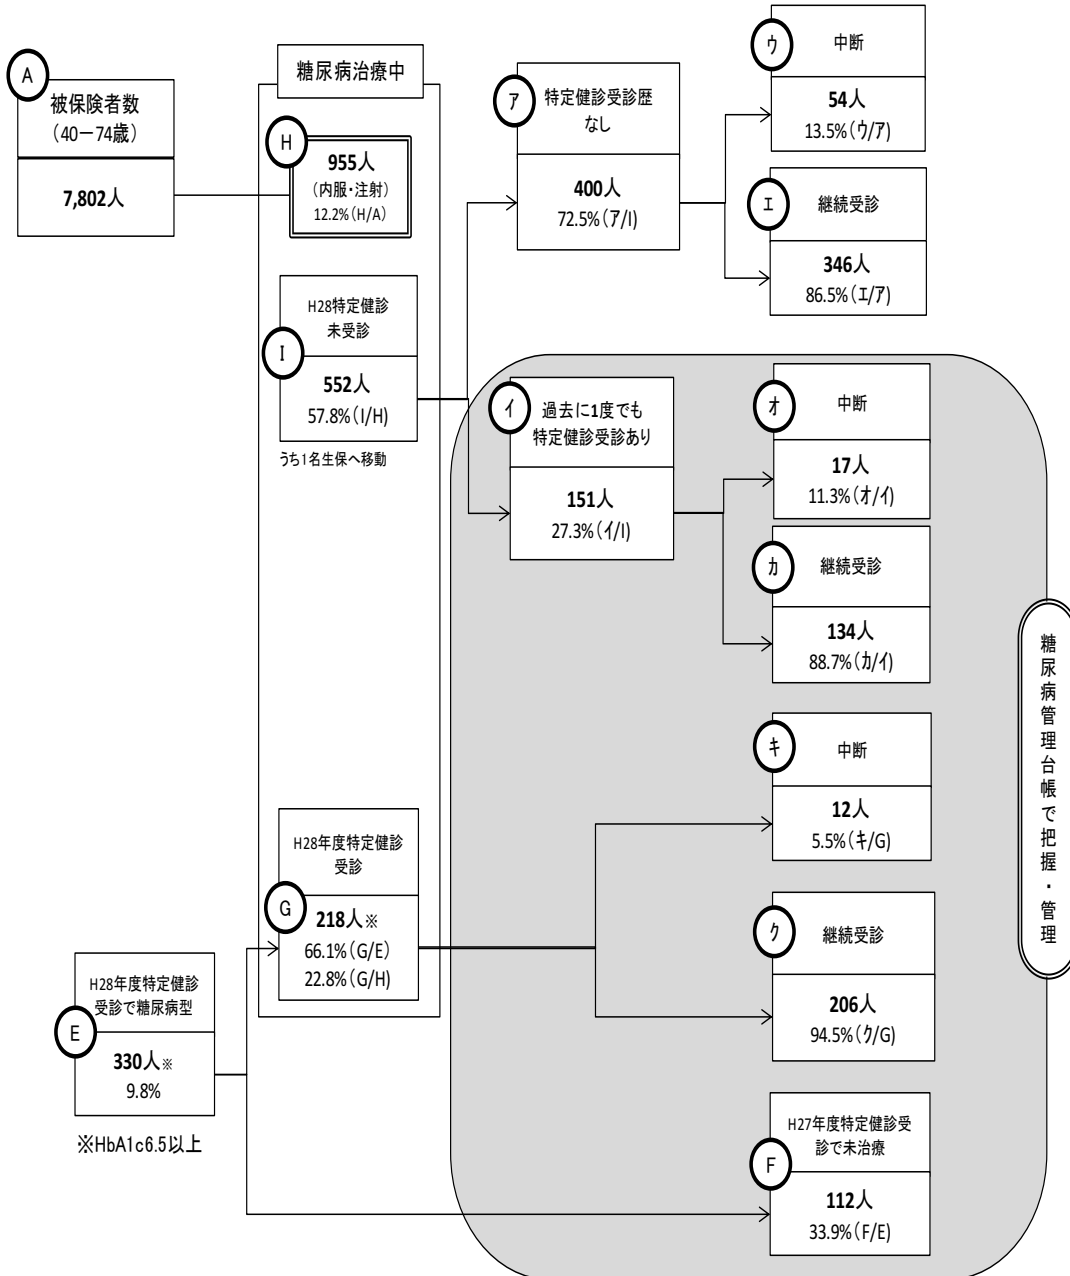 A
被保険者数
(40－74歳)
7,802人
糖尿病治療中
H
955人
(内服・注射)
12.2%(H/A)
I
H28特定健診
未受診
552人
57.8%(I/H)
うち1名生保へ移動
ア
特定健診受診歴
なし
400人
72.5%(ア/I)
ウ
中断
54人
13.5%(ウ/ア)
エ
継続受診
346人
86.5%(エ/ア)
イ
過去に1度でも
特定健診受診あり
151人
27.3%(イ/I)
オ
中断
17人
11.3%(オ/イ)
カ
継続受診
134人
88.7%(カ/イ)
G
H28年度特定健診
受診
218人※
66.1%(G/E)
22.8%(G/H)
キ
中断
12人
5.5%(キ/G)
ク
継続受診
206人
94.5%(ク/G)
E
H28年度特定健診
受診で糖尿病型
330人※
9.8%
※HbA1c6.5以上
F
H27年度特定健診受
診で未治療
112人
33.9%(F/E)
糖尿病管理台帳で把握・管理